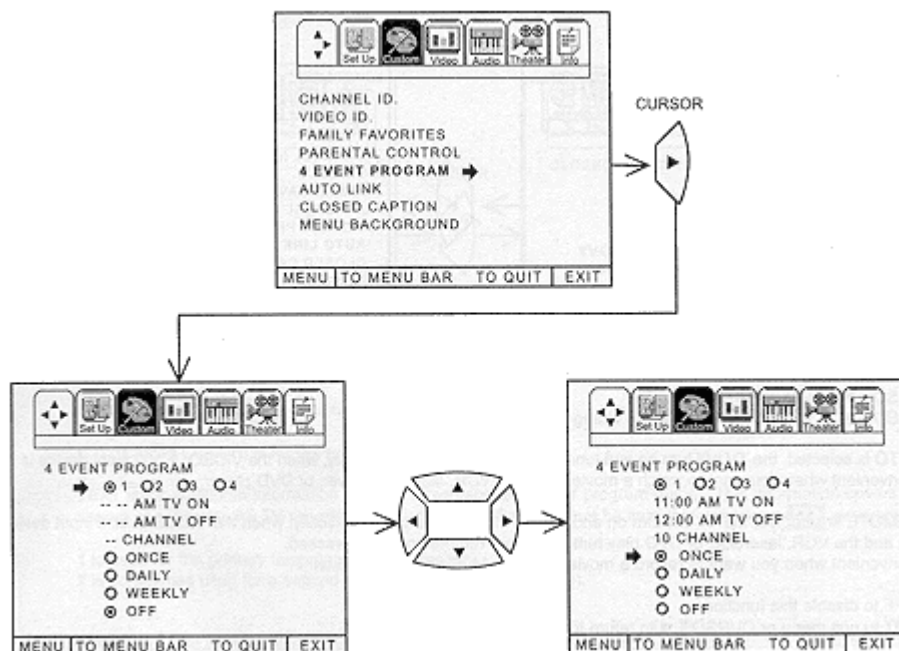 Set Up Custom Video Audio Theater Info
CHANNEL ID.
VIDEO ID.
FAMILY FAVORITES
PARENTAL CONTROL
4 EVENT PROGRAM
AUTO LINK
CLOSED CAPTION
MENU BACKGROUND
MENU TO MENU BAR TO QUIT EXIT
CURSOR
Set Up Custom Video Audio Theater Info
4 EVENT PROGRAM
1 2 3 4
--:-- AM TV ON
--:-- AM TV OFF
-- CHANNEL
ONCE
DAILY
WEEKLY
OFF
MENU TO MENU BAR TO QUIT EXIT
Set Up Custom Video Audio Theater Info
4 EVENT PROGRAM
1 2 3 4
11:00 AM TV ON
12:00 AM TV OFF
10 CHANNEL
ONCE
DAILY
WEEKLY
OFF
MENU TO MENU BAR TO QUIT EXIT